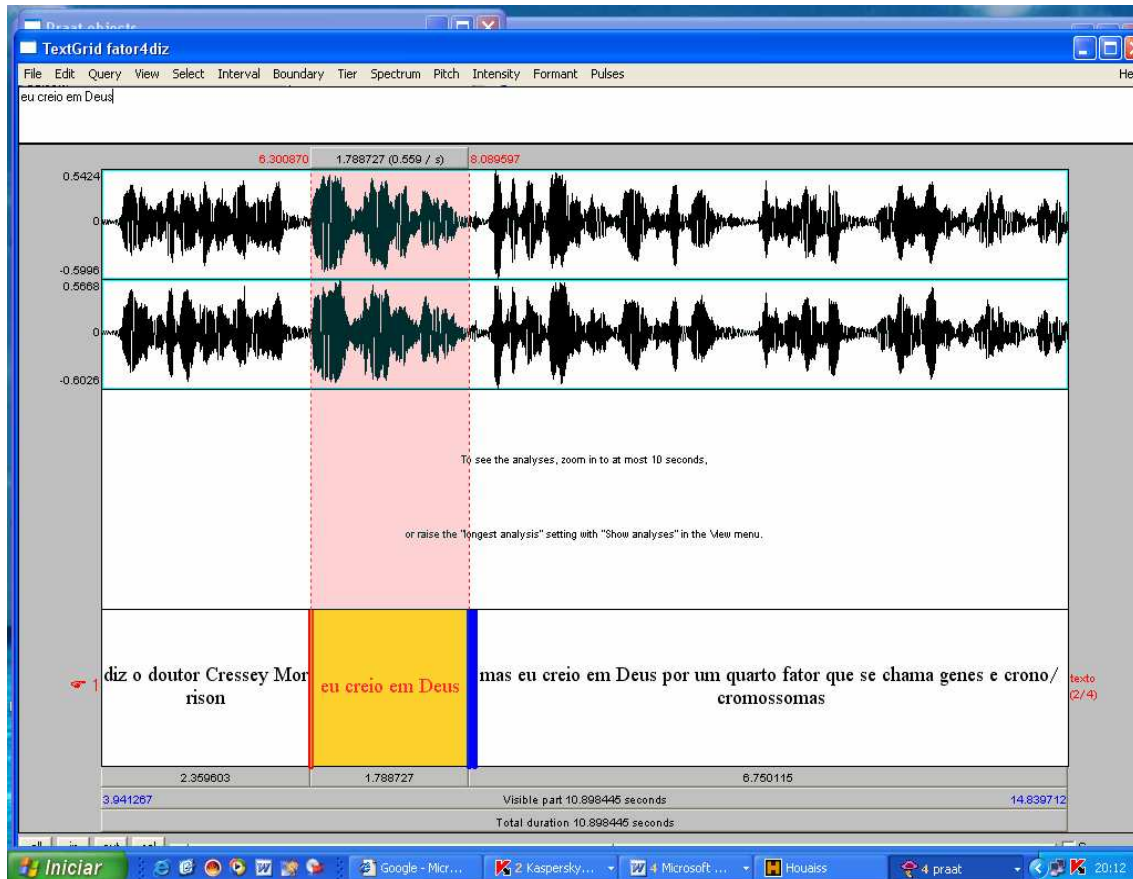 Praat objects
TextGrid fator4diz
File Edit Query View Select Interval Boundary Tier Spectrum Pitch Intensity Formant Pulses He
eu creio em Deus
6.300870 1.788727 (0.559 / s) 8.089597
0.5424
0
-0.5996
0.5668
0
-0.6026
To see the analyses, zoom in to at most 10 seconds,
or raise the "longest analysis" setting with "Show analyses" in the View menu.
1
diz o doutor Cressey Mor
rison
eu creio em Deus
mas eu creio em Deus por um quarto fator que se chama genes e crono/
cromossomas
texto
(2/4)
2.359603 1.788727 6.750115
3.941267 Visible part 10.898445 seconds 14.839712
Total duration 10.898445 seconds
Iniciar Google - Micr... 2 Kaspersky... 4 Microsoft ... Houaiss 4 praat 20:12